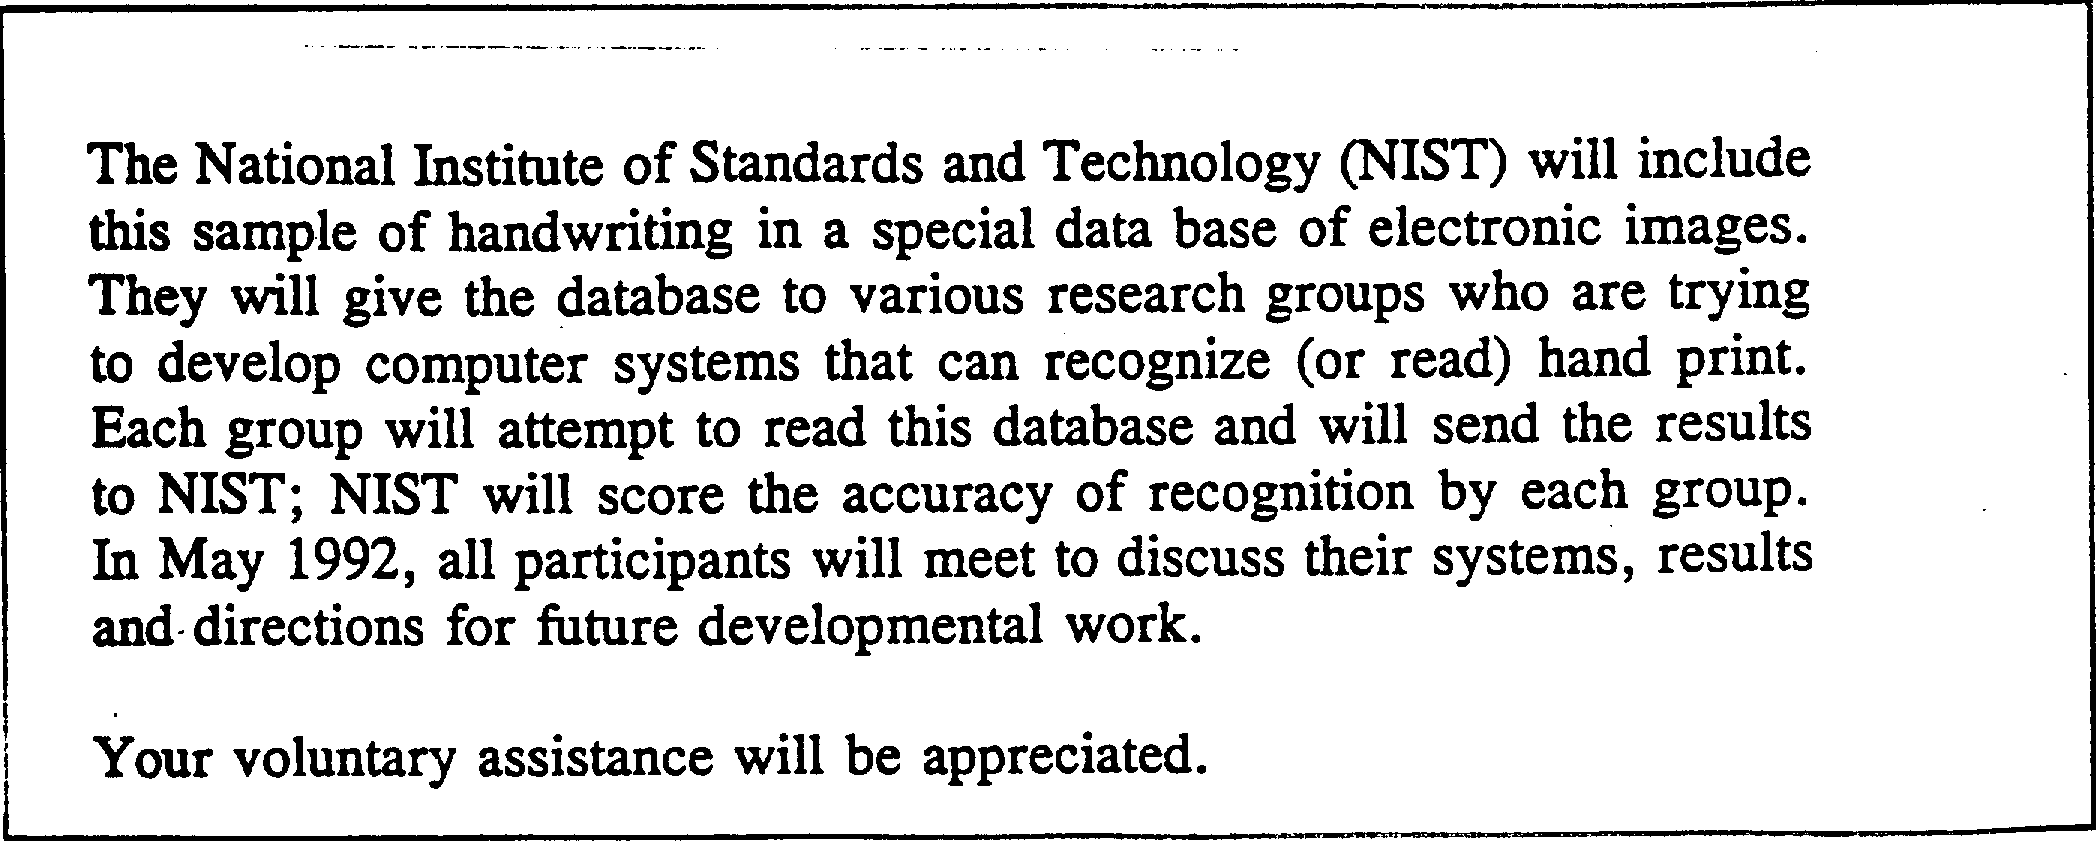 The National Institute of Standards and Technology (NIST) will include
this sample of handwriting in a special data base of electronic images.
They will give the database to various research groups who are trying
to develop computer systems that can recognize (or read) hand print.
Each group will attempt to read this database and will send the results
to NIST; NIST will score the accuracy of recognition by each group.
In May 1992, all participants will meet to discuss their systems, results
and directions for future developmental work.
Your voluntary assistance will be appreciated.